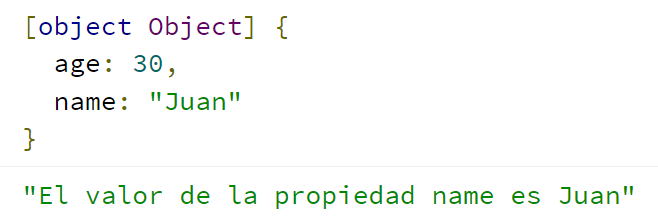 [object Object] {
  age: 30,
  name: "Juan"
}
"El valor de la propiedad name es Juan"